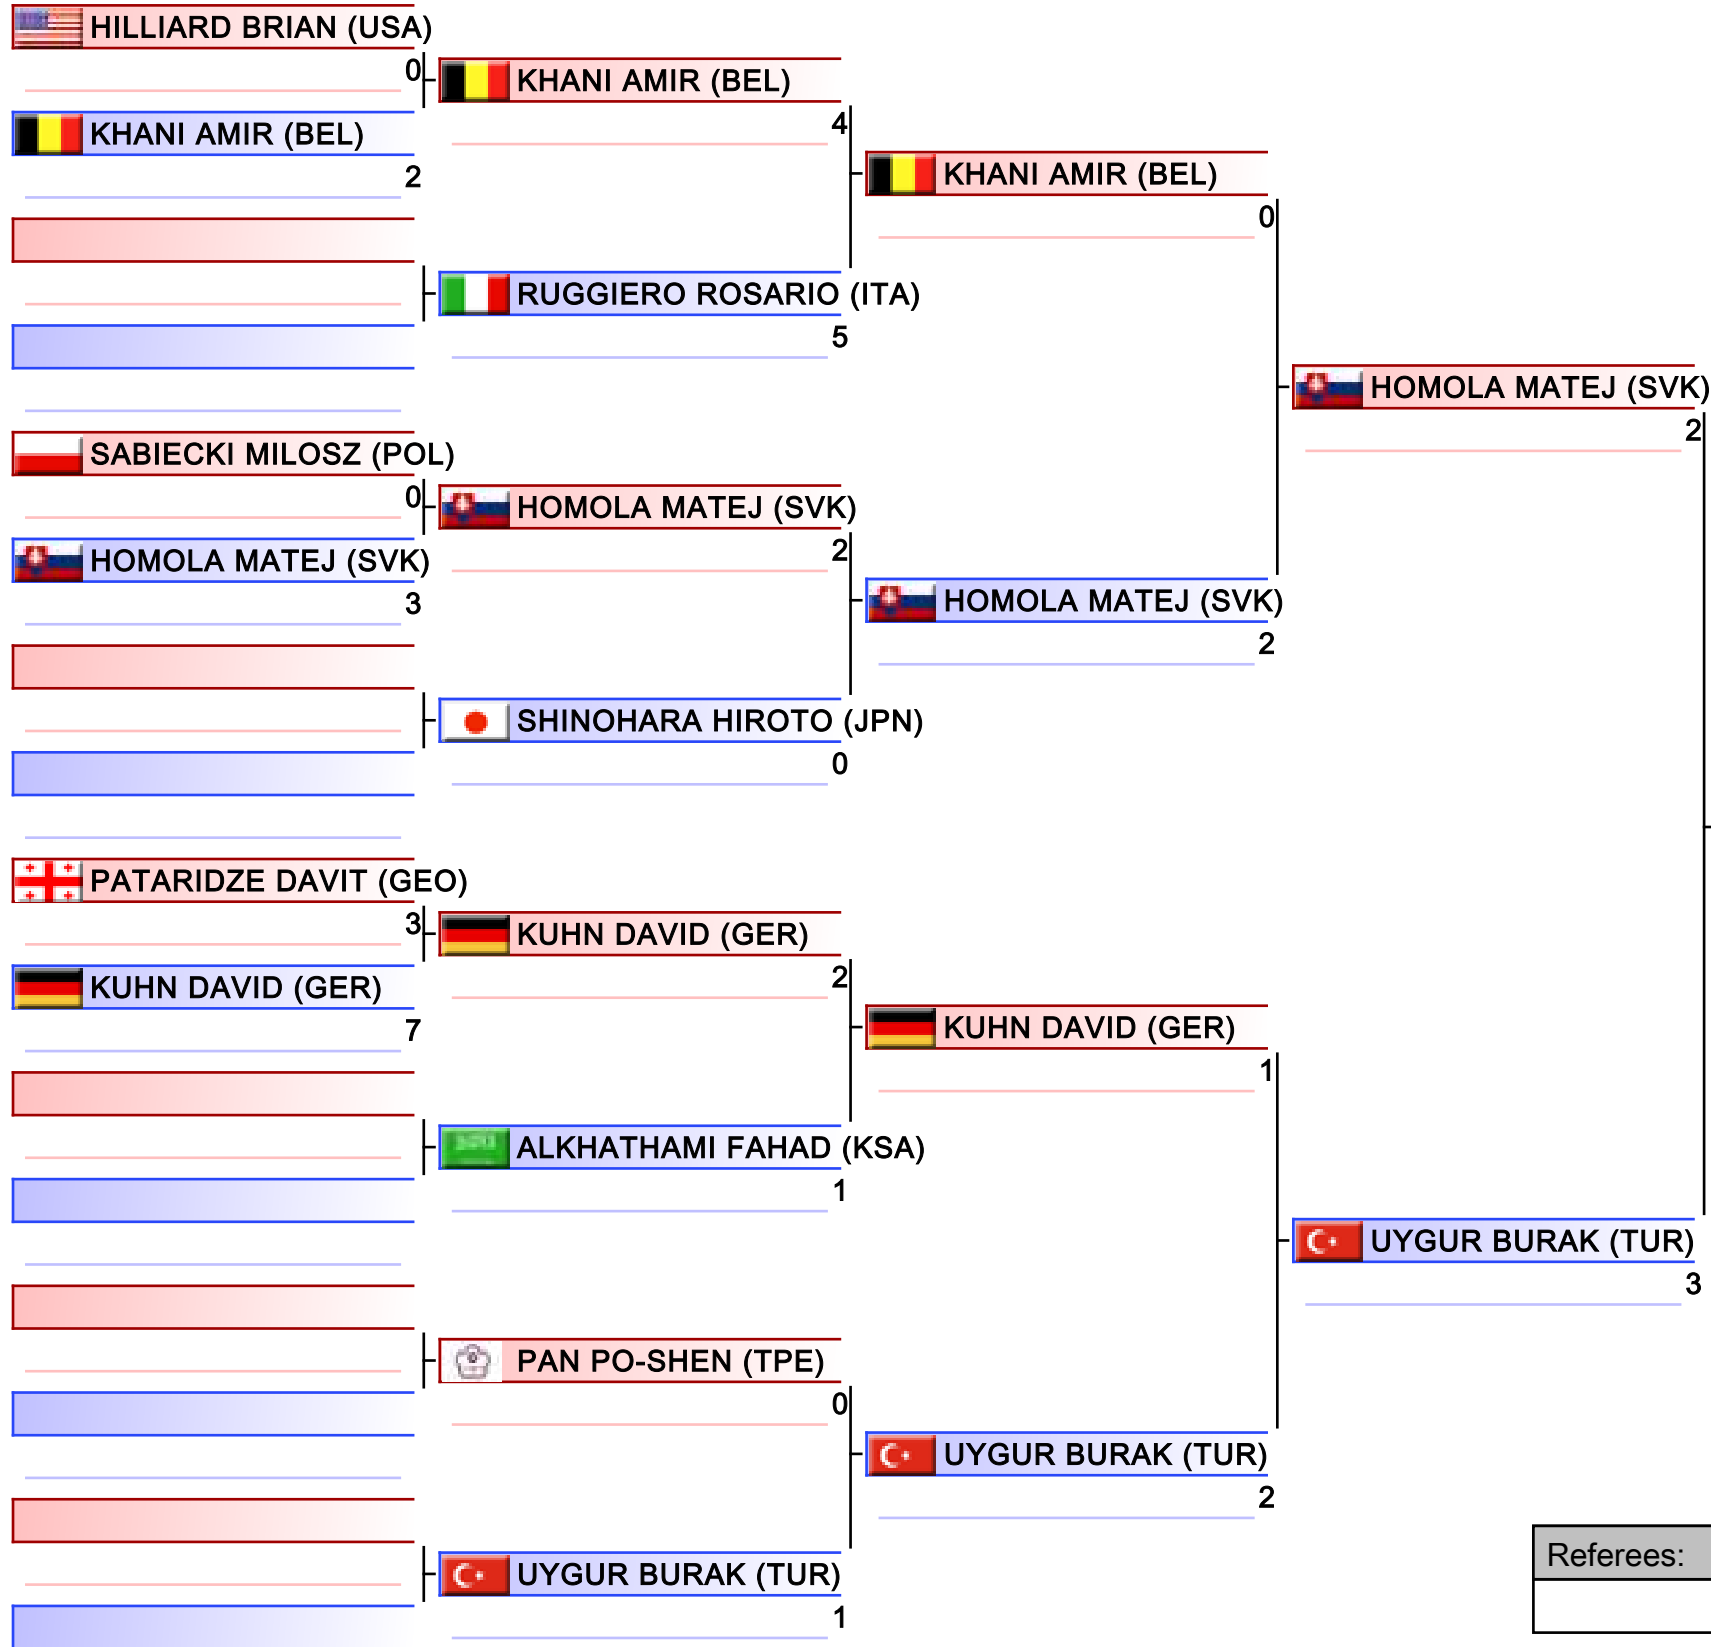 HILLIARD BRIAN (USA)
0
KHANI AMIR (BEL)
KHANI AMIR (BEL)
4
2
KHANI AMIR (BEL)
0
RUGGIERO ROSARIO (ITA)
5
HOMOLA MATEJ (SVK)
2
SABIECKI MILOSZ (POL)
0
HOMOLA MATEJ (SVK)
2
HOMOLA MATEJ (SVK)
3
HOMOLA MATEJ (SVK)
2
SHINOHARA HIROTO (JPN)
0
PATARIDZE DAVIT (GEO)
3
KUHN DAVID (GER)
2
KUHN DAVID (GER)
7
KUHN DAVID (GER)
1
ALKHATHAMI FAHAD (KSA)
1
UYGUR BURAK (TUR)
3
PAN PO-SHEN (TPE)
0
UYGUR BURAK (TUR)
2
UYGUR BURAK (TUR)
1
Referees: